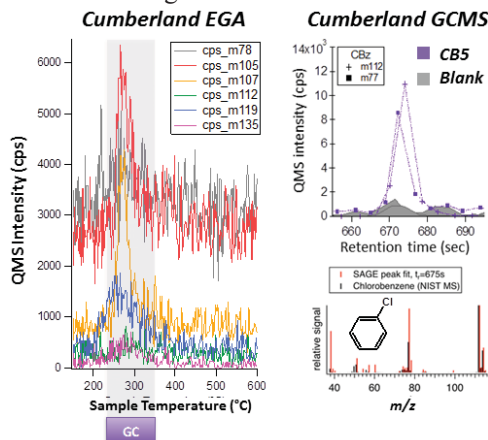 Cumberland EGA
QMS Intensity (cps)
6000
5000
4000
3000
2000
1000
0
cps_m78
cps_m105
cps_m107
cps_m112
cps_m119
cps_m135
200
300
400
500
600
Sample Temperature (°C)
GC
Cumberland GCMS
QMS intensity (cps)
14×10³
12
10
8
6
4
2
0
CBz
m112
m77
CB5
Blank
660
670
680
690
Retention time (sec)
SAGE peak fit, tᵣ=675s
Chlorobenzene (NIST MS)
relative signal
Cl
40
60
80
100
m/z